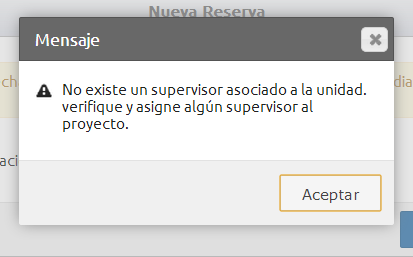 Nueva Reserva
Mensaje
No existe un supervisor asociado a la unidad.
verifique y asigne algún supervisor al
proyecto.
Aceptar